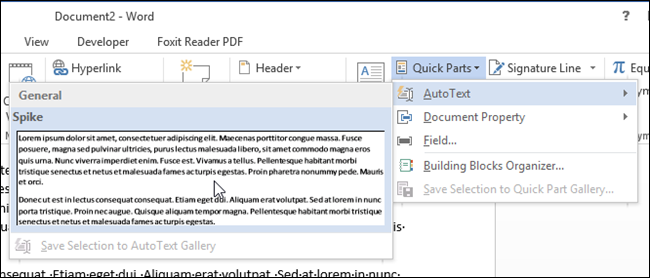 Document2 - Word ?
View Developer Foxit Reader PDF
Hyperlink Header Quick Parts Signature Line π Equ
General
Spike
Lorem ipsum dolor sit amet, consectetuer adipiscing elit. Maecenas porttitor congue massa. Fusce
posuere, magna sed pulvinar ultricies, purus lectus malesuada libero, sit amet commodo magna eros
quis urna. Nunc viverra imperdiet enim. Fusce est. Vivamus a tellus. Pellentesque habitant morbi
tristique senectus et netus et malesuada fames ac turpis egestas. Proin pharetra nonummy pede. Mauris
et orci.
Donec ut est in lectus consequat consequat. Etiam eget dui. Aliquam erat volutpat. Sed at lorem in nunc
porta tristique. Proin nec augue. Quisque aliquam tempor magna. Pellentesque habitant morbi tristique
senectus et netus et malesuada fames ac turpis egestas.
Save Selection to AutoText Gallery
AutoText
Document Property
Field...
Building Blocks Organizer...
Save Selection to Quick Part Gallery...
consequat.·Etiam·eget·dui.·Aliquam·erat·volutpat.·Sed·at·lorem·in·nunc·